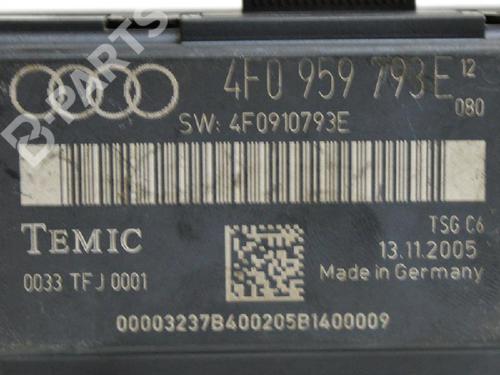 B-PARTS
4F0 959 793E 12
080
SW: 4F0910793E
TEMIC
TSG C6
13.11.2005
0033 TFJ 0001
Made in Germany
00003237B400205B1400009